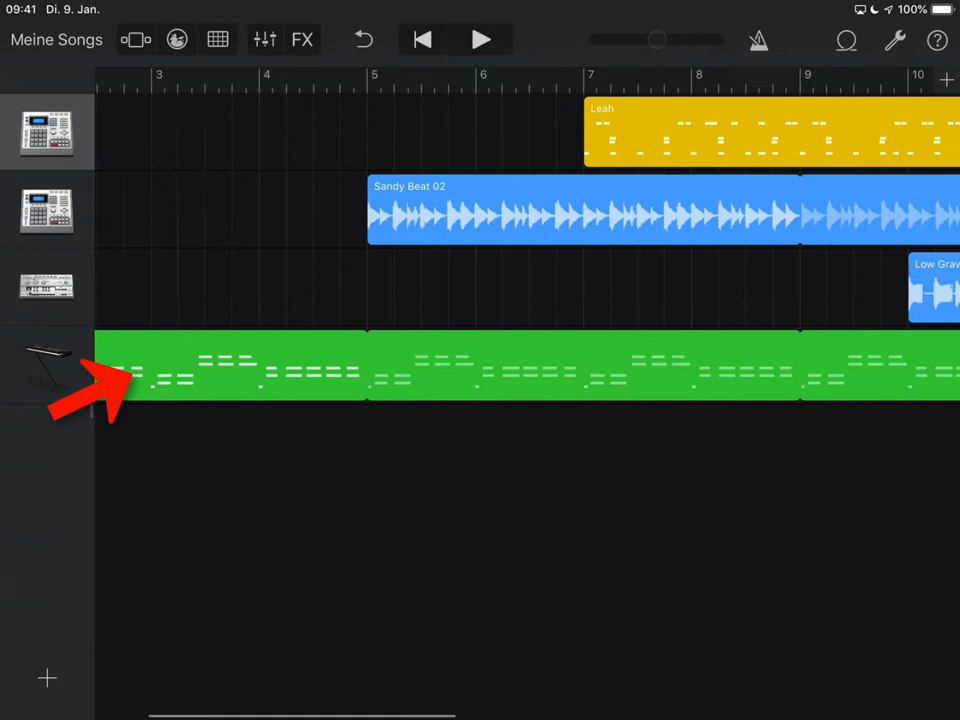 09:41 Di. 9. Jan. 100%
Meine Songs FX
3 4 5 6 7 8 9 10
Leah
Sandy Beat 02
Low Grav